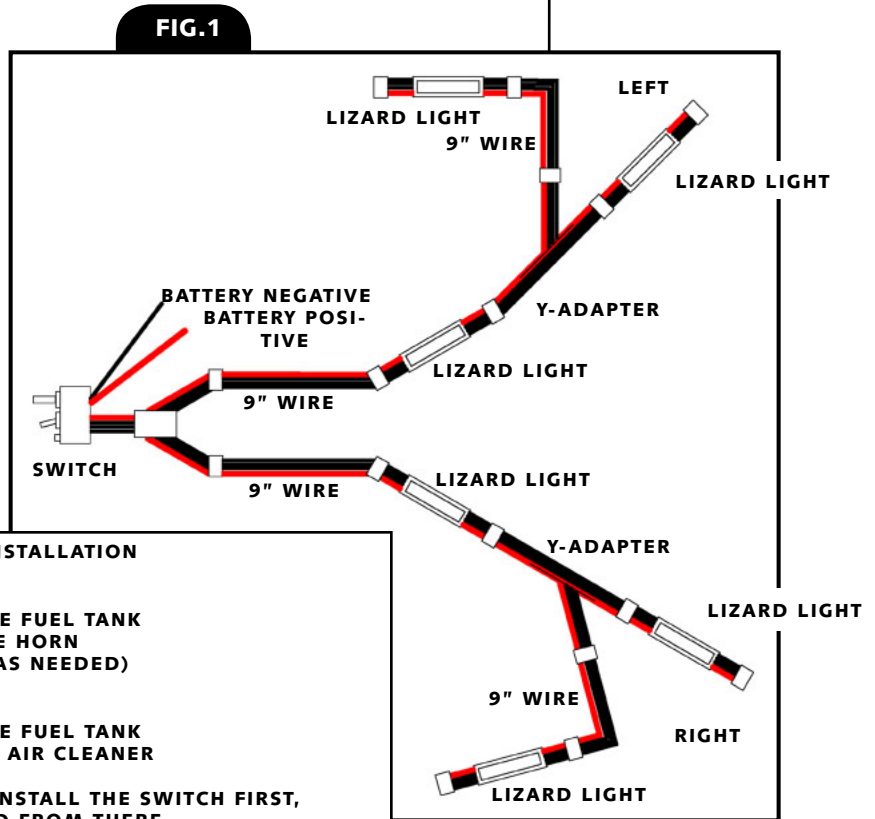 FIG.1
LEFT
LIZARD LIGHT
9" WIRE
LIZARD LIGHT
BATTERY NEGATIVE
BATTERY POSI-
TIVE
Y-ADAPTER
LIZARD LIGHT
9" WIRE
SWITCH
LIZARD LIGHT
9" WIRE
Y-ADAPTER
LIZARD LIGHT
9" WIRE
RIGHT
LIZARD LIGHT
E FUEL TANK
E HORN
AS NEEDED)
E FUEL TANK
AIR CLEANER
NSTALL THE SWITCH FIRST,
FROM THERE